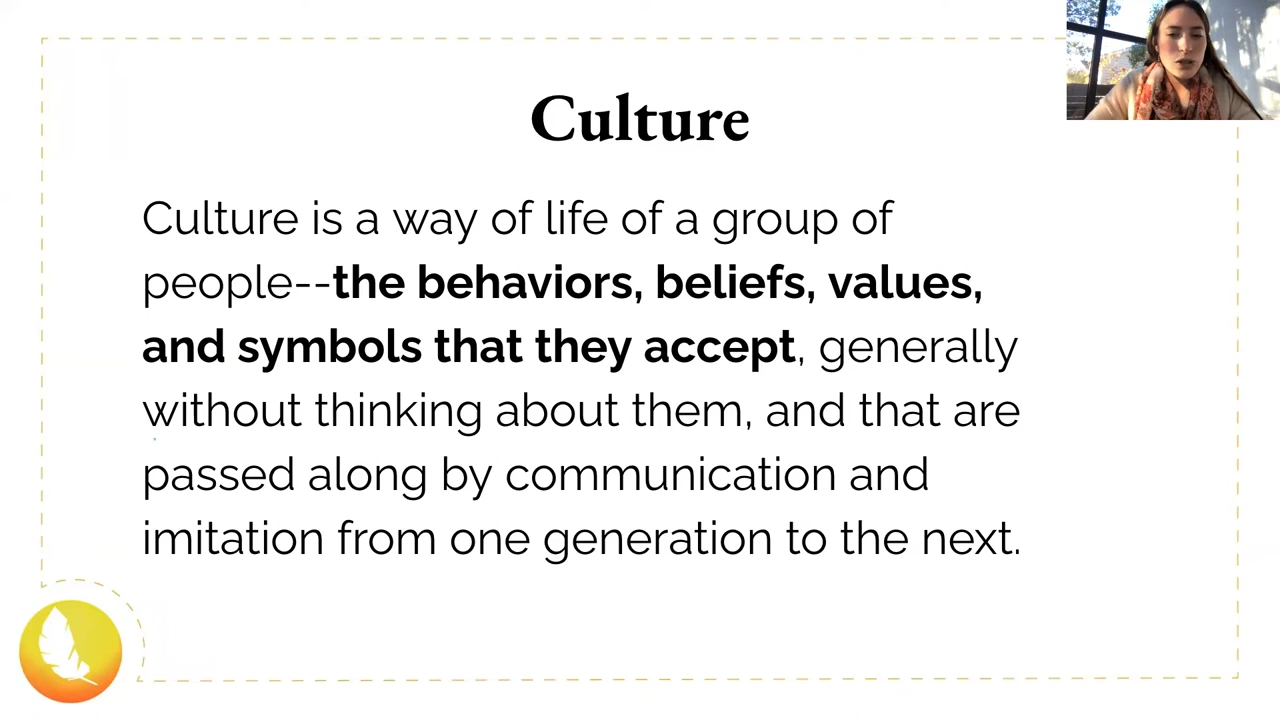 Culture
Culture is a way of life of a group of
people--the behaviors, beliefs, values,
and symbols that they accept, generally
without thinking about them, and that are
passed along by communication and
imitation from one generation to the next.